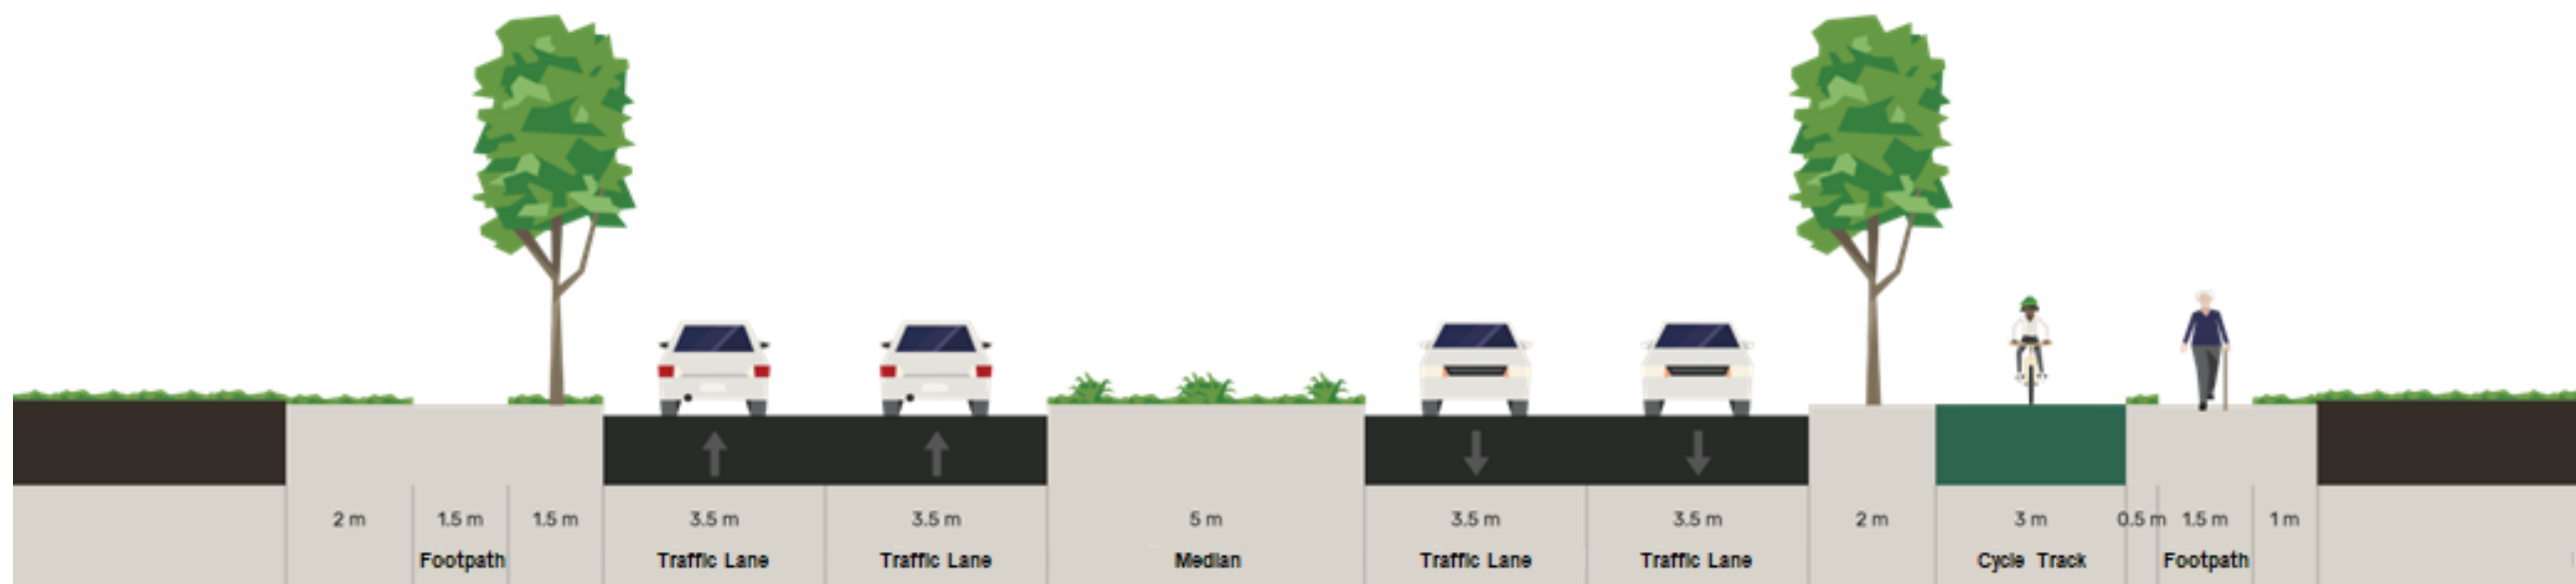 2 m 1.5 m 1.5 m 3.5 m 3.5 m 5 m 3.5 m 3.5 m 2 m 3 m 0.5 m 1.5 m 1 m
Footpath Traffic Lane Traffic Lane Median Traffic Lane Traffic Lane Cycle Track Footpath